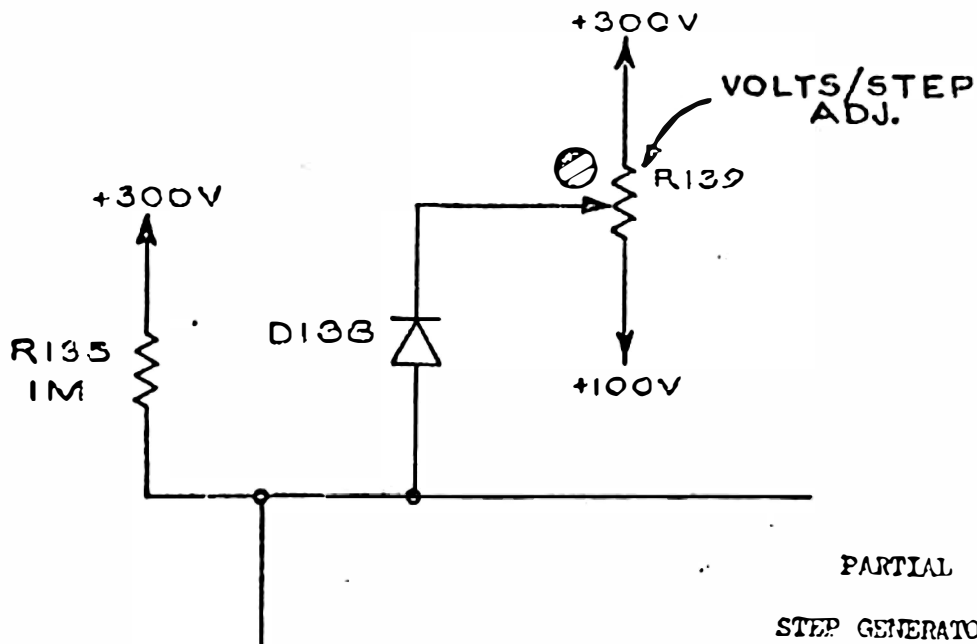 +300V
VOLTS/STEP
ADJ.
R139
+300V
D138
R135
1M
+100V
PARTIAL
STEP GENERATO